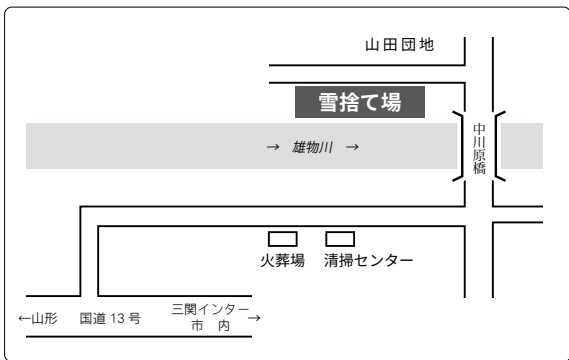 山田団地
雪捨て場
→ 雄物川 →
中川原橋
火葬場 清掃センター
←山形 国道 13 号 三関インター
市 内 →